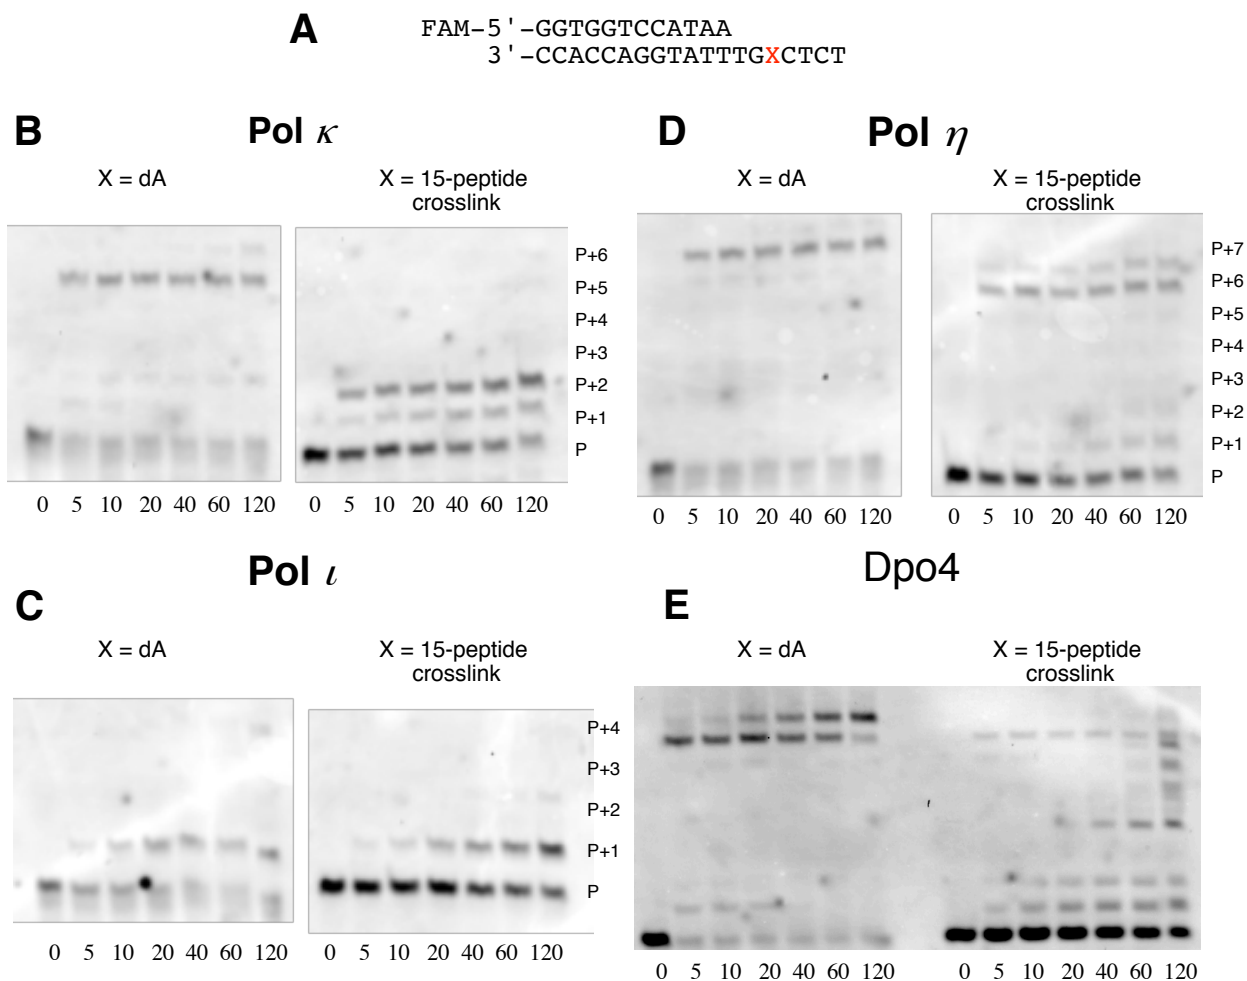 A
FAM-5'-GGTGGTCCATAA
3'-CCACCAGGTATTTGXCTCT
B
Pol κ
X = dA
X = 15-peptide
crosslink
P+6
P+5
P+4
P+3
P+2
P+1
P
0 5 10 20 40 60 120
0 5 10 20 40 60 120
D
Pol η
X = dA
X = 15-peptide
crosslink
P+7
P+6
P+5
P+4
P+3
P+2
P+1
P
0 5 10 20 40 60 120
0 5 10 20 40 60 120
C
Pol ι
X = dA
X = 15-peptide
crosslink
P+4
P+3
P+2
P+1
P
0 5 10 20 40 60 120
0 5 10 20 40 60 120
Dpo4
E
X = dA
X = 15-peptide
crosslink
0 5 10 20 40 60 120
0 5 10 20 40 60 120